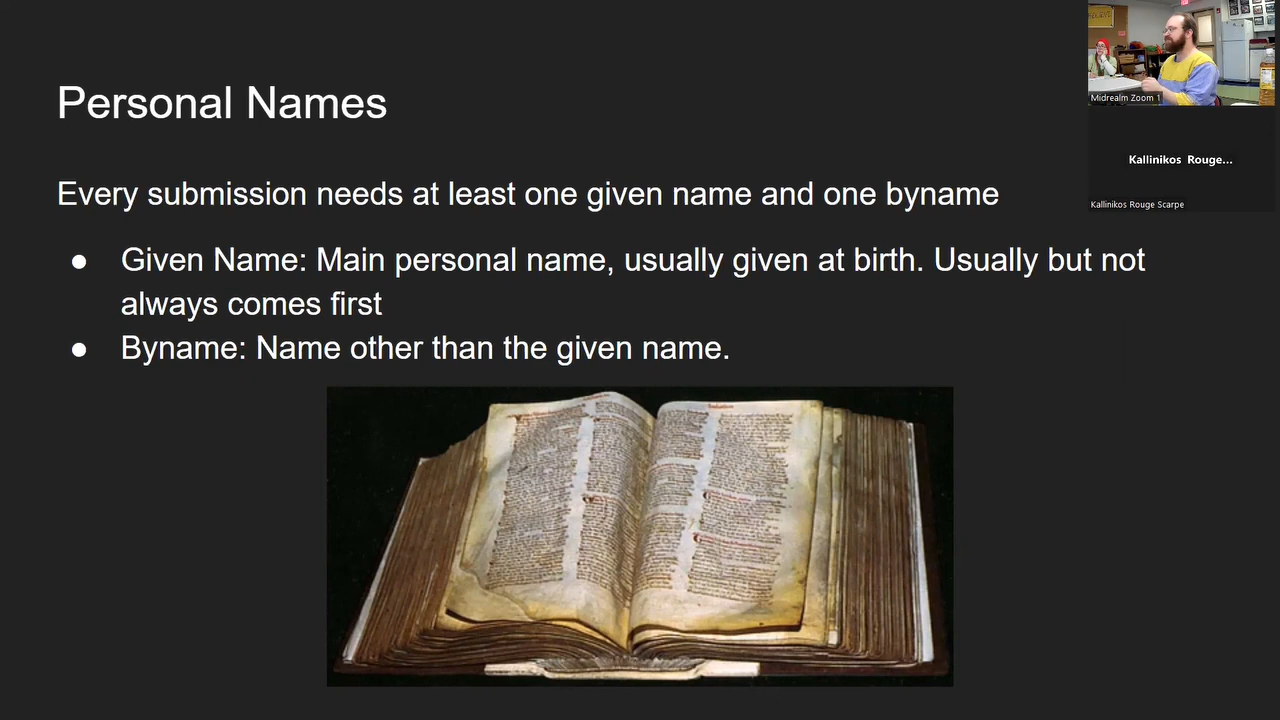 Personal Names
Every submission needs at least one given name and one byname
● Given Name: Main personal name, usually given at birth. Usually but not
always comes first
● Byname: Name other than the given name.
Midrealm Zoom 1
Kallinikos Rouge...
Kallinikos Rouge Scarpe